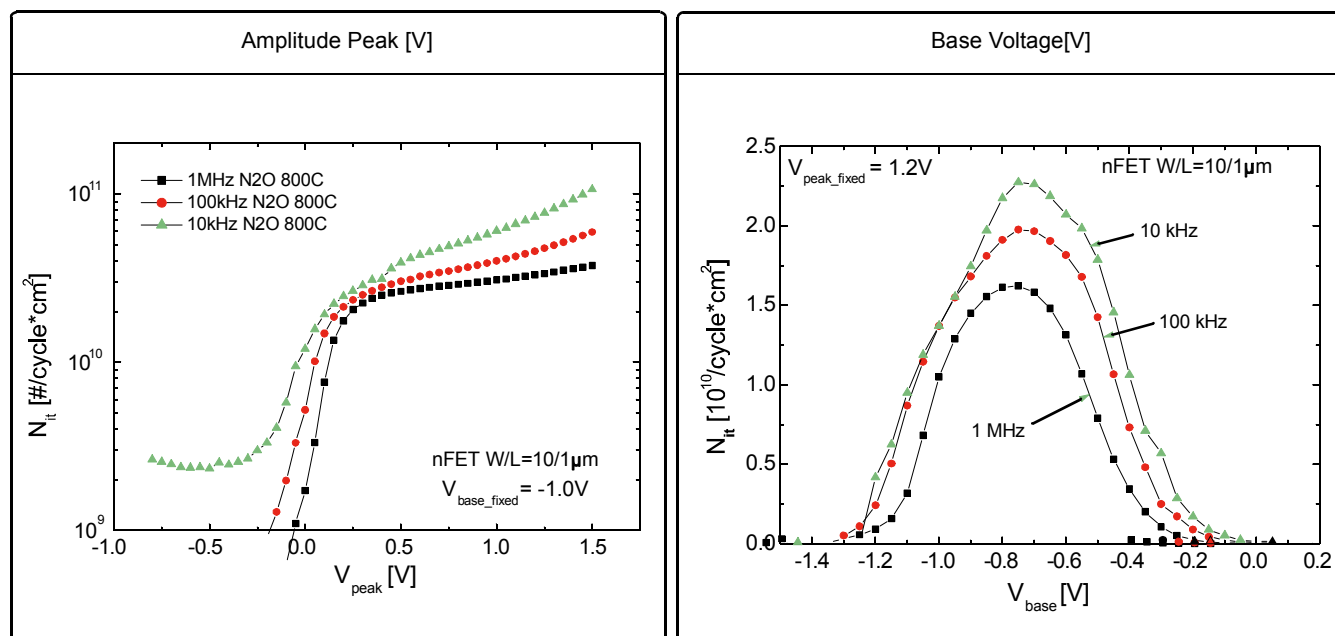 Amplitude Peak [V]
10^11
10^10
10^9
N_it [#/cycle*cm^2]
1MHz N2O 800C
100kHz N2O 800C
10kHz N2O 800C
nFET W/L=10/1µm
V_base_fixed = -1.0V
-1.0 -0.5 0.0 0.5 1.0 1.5
V_peak [V]
Base Voltage[V]
2.5
2.0
1.5
1.0
0.5
0.0
N_it [10^10/cycle*cm^2]
V_peak_fixed = 1.2V
nFET W/L=10/1µm
10 kHz
100 kHz
1 MHz
-1.4 -1.2 -1.0 -0.8 -0.6 -0.4 -0.2 0.0 0.2
V_base [V]